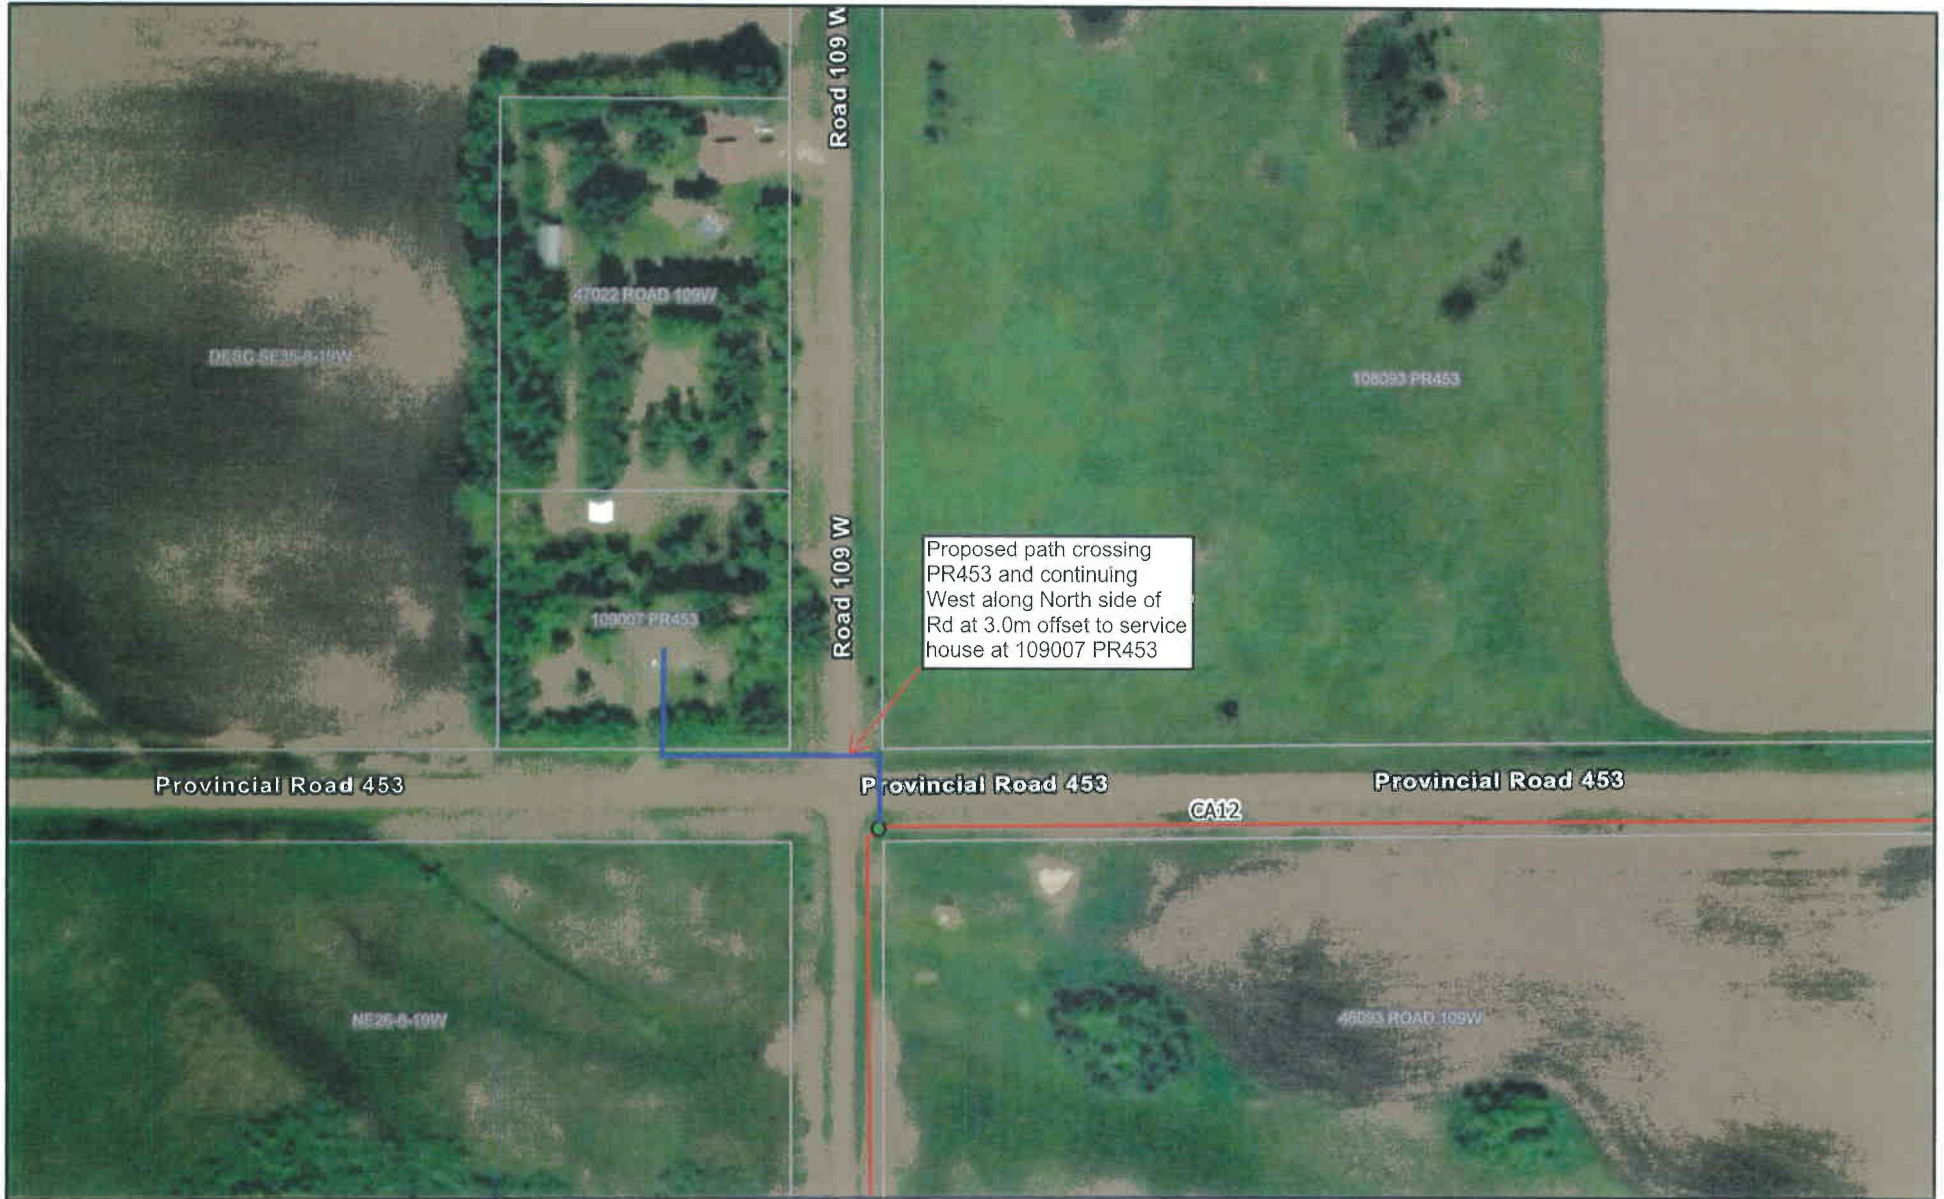 Road 109 W
47022 ROAD 109W
DESC SE35-8-19W
108093 PR453
Road 109 W
Proposed path crossing
PR453 and continuing
West along North side of
Rd at 3.0m offset to service
house at 109007 PR453
109007 PR453
Provincial Road 453
Provincial Road 453
Provincial Road 453
CA12
NE26-8-19W
46093 ROAD 109W